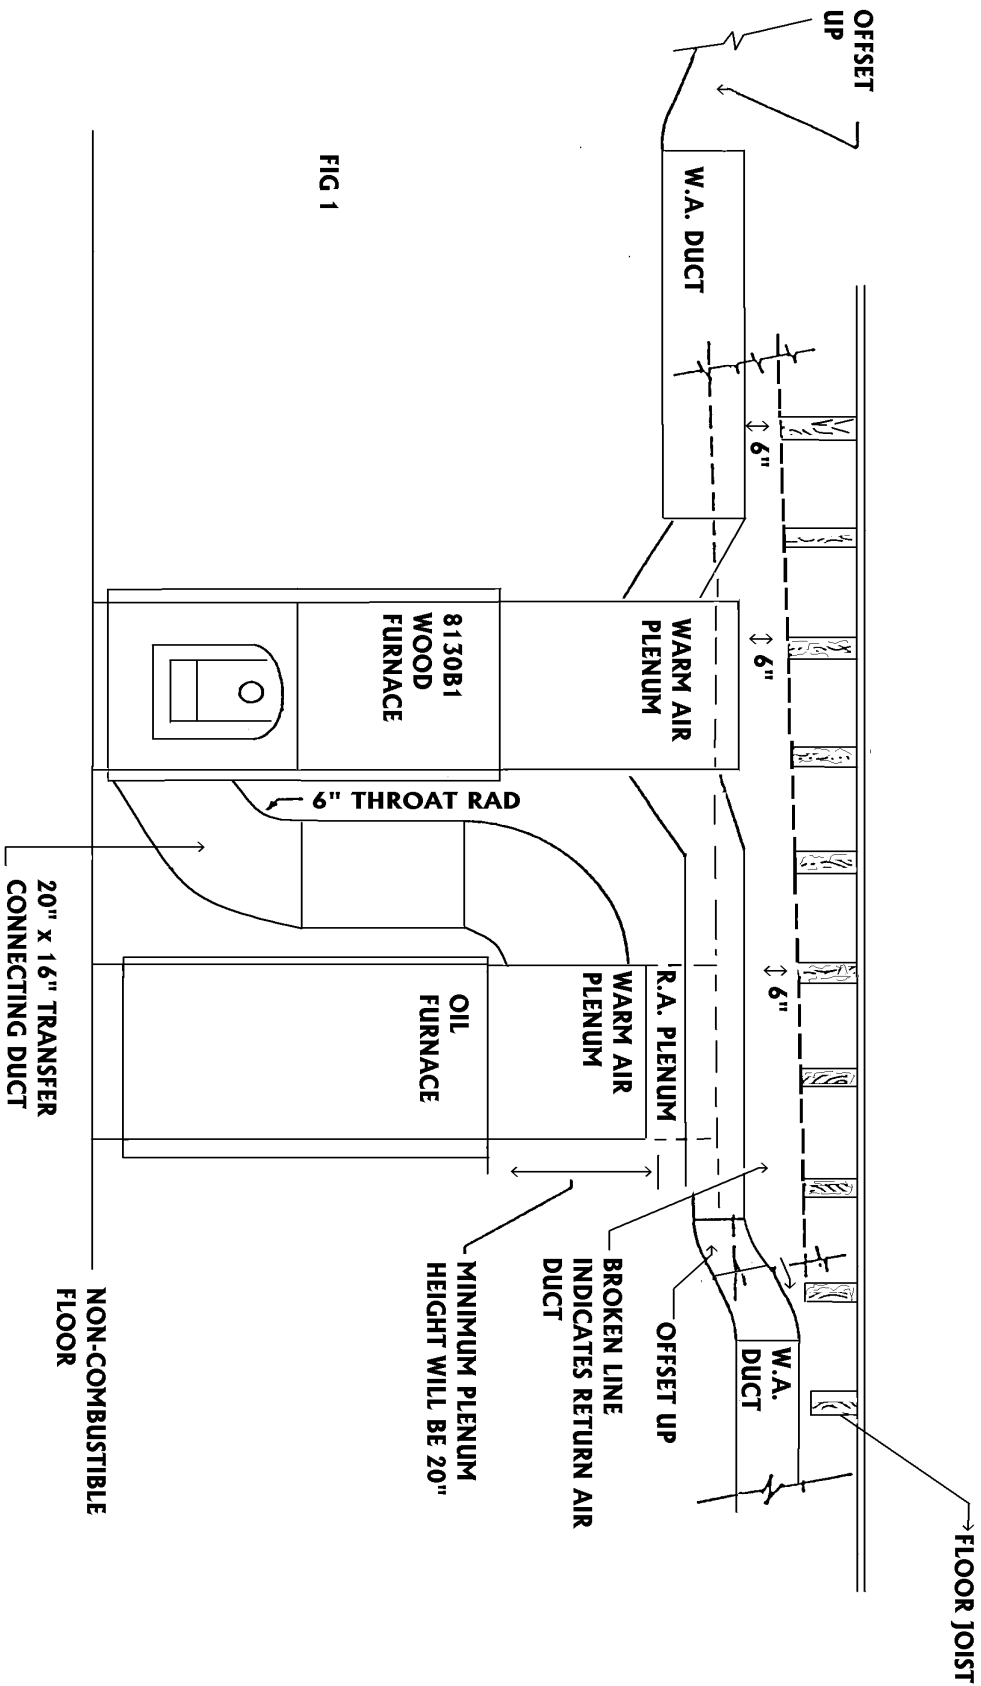 OFFSET
UP
FLOOR JOIST
W.A. DUCT
6"
6"
6"
W.A.
DUCT
WARM AIR
PLENUM
R.A. PLENUM
OFFSET UP
WARM AIR
PLENUM
BROKEN LINE
INDICATES RETURN AIR
DUCT
8130B1
WOOD
FURNACE
6" THROAT RAD
OIL
FURNACE
MINIMUM PLENUM
HEIGHT WILL BE 20"
FIG 1
NON-COMBUSTIBLE
FLOOR
20" x 16" TRANSFER
CONNECTING DUCT